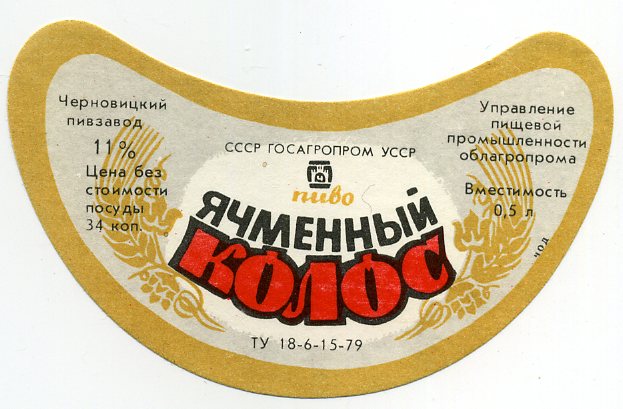 Черновицкий
пивзавод
11%
Цена без
стоимости
посуды
34 коп.
СССР ГОСАГРОПРОМ УССР
пиво
ЯЧМЕННЫЙ
КОЛОС
ТУ 18-6-15-79
Управление
пищевой
промышленности
облагропрома
Вместимость
0,5 л
ЧОД